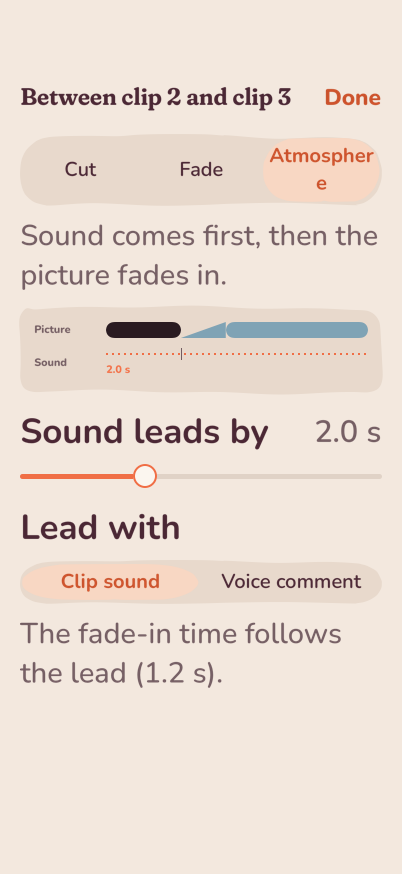 Between clip 2 and clip 3
Done
Cut
Fade
Atmospher
e
Sound comes first, then the
picture fades in.
Picture
Sound
2.0 s
Sound leads by
2.0 s
Lead with
Clip sound
Voice comment
The fade-in time follows
the lead (1.2 s).